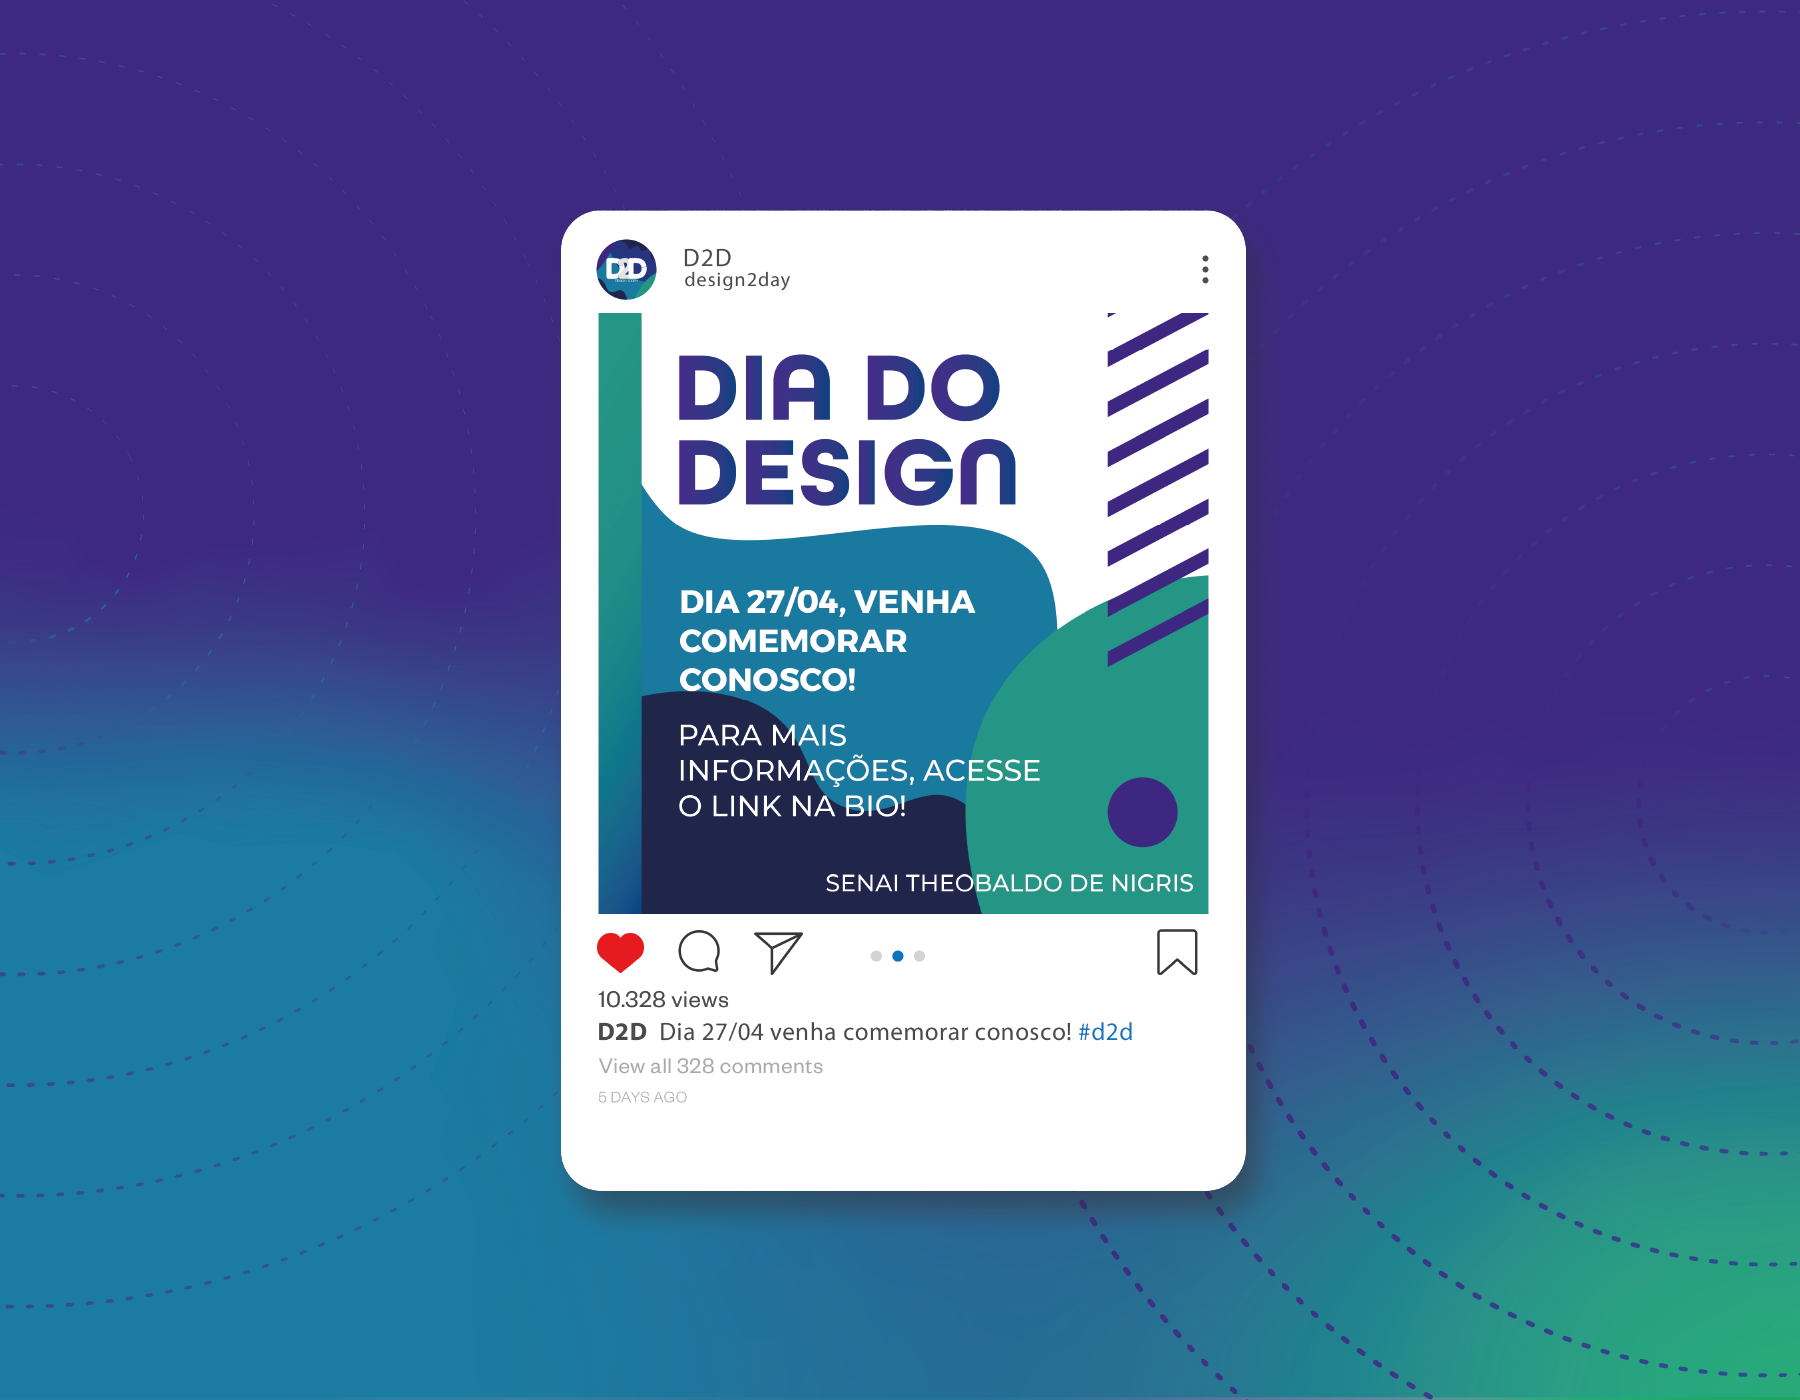 D2D
D2D
design2day
DIA DO
DESIGN
DIA 27/04, VENHA
COMEMORAR
CONOSCO!
PARA MAIS
INFORMAÇÕES, ACESSE
O LINK NA BIO!
SENAI THEOBALDO DE NIGRIS
10.328 views
D2D Dia 27/04 venha comemorar conosco! #d2d
View all 328 comments
5 DAYS AGO